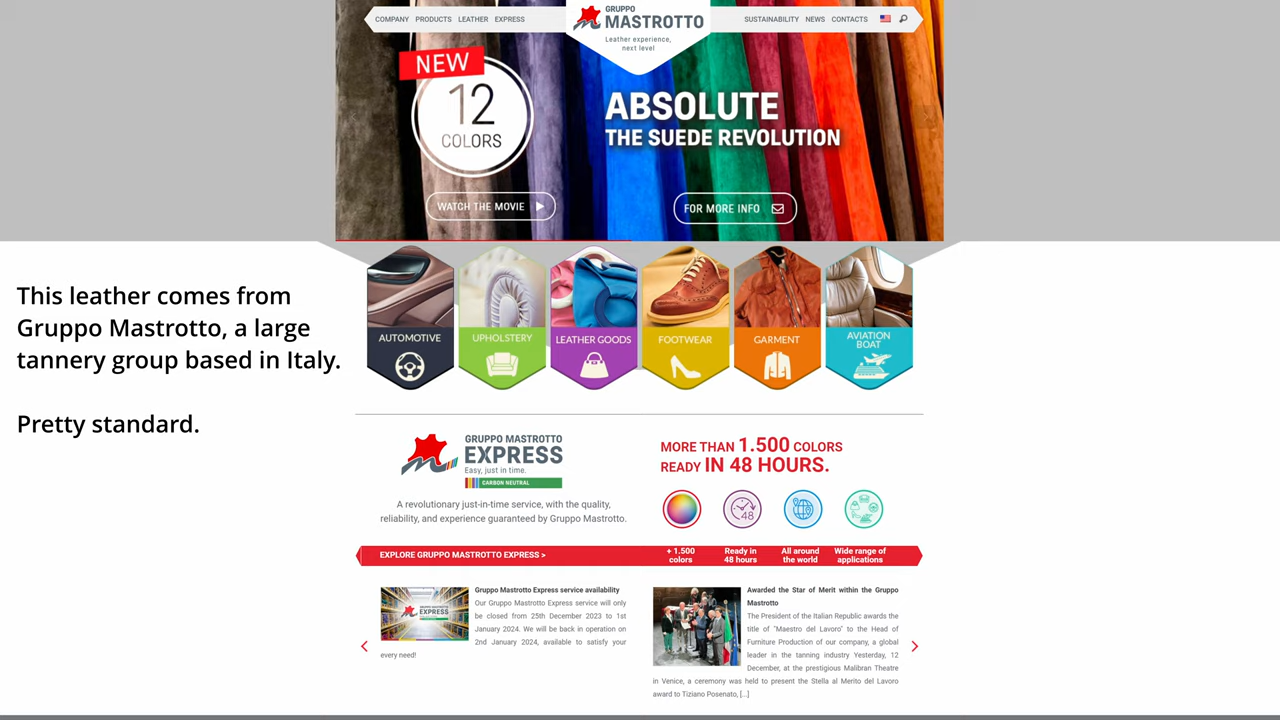 COMPANY PRODUCTS LEATHER EXPRESS
GRUPPO
MASTROTTO
Leather experience,
next level
SUSTAINABILITY NEWS CONTACTS
NEW
12
COLORS
ABSOLUTE
THE SUEDE REVOLUTION
WATCH THE MOVIE
FOR MORE INFO
This leather comes from
Gruppo Mastrotto, a large
tannery group based in Italy.
Pretty standard.
AUTOMOTIVE
UPHOLSTERY
LEATHER GOODS
FOOTWEAR
GARMENT
AVIATION
BOAT
GRUPPO MASTROTTO
EXPRESS
Easy, just in time.
CARBON NEUTRAL
A revolutionary just-in-time service, with the quality,
reliability, and experience guaranteed by Gruppo Mastrotto.
MORE THAN 1.500 COLORS
READY IN 48 HOURS.
48
EXPLORE GRUPPO MASTROTTO EXPRESS >
+ 1.500
colors
Ready in
48 hours
All around
the world
Wide range of
applications
Gruppo Mastrotto Express service availability
Our Gruppo Mastrotto Express service will only
be closed from 25th December 2023 to 1st
January 2024. We will be back in operation on
2nd January 2024, available to satisfy your
every need!
Awarded the Star of Merit within the Gruppo
Mastrotto
The President of the Italian Republic awards the
title of "Maestro del Lavoro" to the Head of
Furniture Production of our company, a global
leader in the tanning industry Yesterday, 12
December, at the prestigious Malibran Theatre
in Venice, a ceremony was held to present the Stella al Merito del Lavoro
award to Tiziano Posenato, [...]